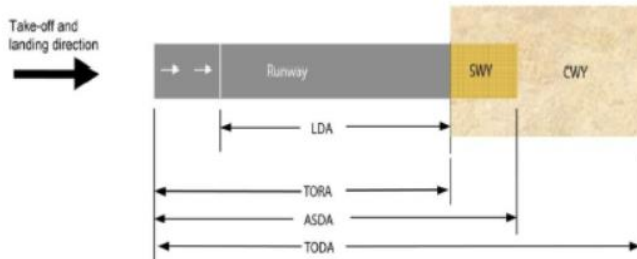 Take-off and
landing direction
Runway
SWY
CWY
LDA
TORA
ASDA
TODA